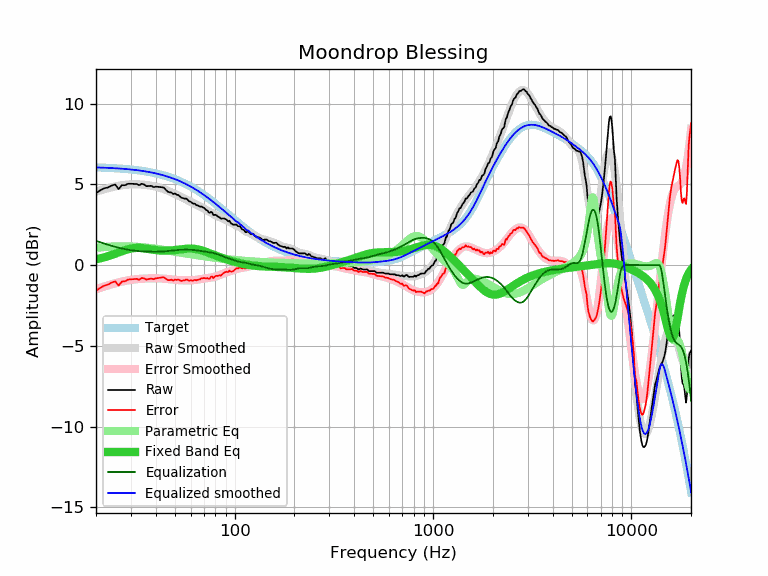 Moondrop Blessing
10
5
0
−5
−10
−15
Amplitude (dBr)
Target
Raw Smoothed
Error Smoothed
Raw
Error
Parametric Eq
Fixed Band Eq
Equalization
Equalized smoothed
100
1000
10000
Frequency (Hz)